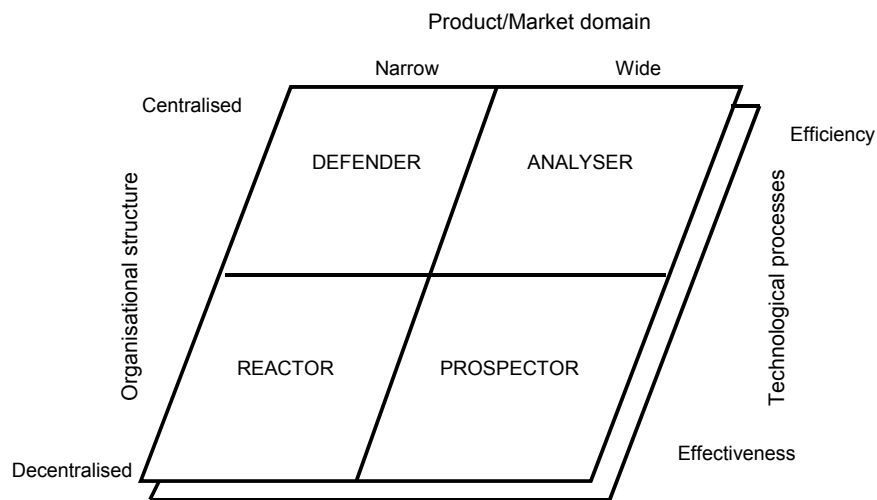 Product/Market domain
Narrow
Wide
Centralised
Efficiency
DEFENDER
ANALYSER
Organisational structure
Technological processes
REACTOR
PROSPECTOR
Effectiveness
Decentralised